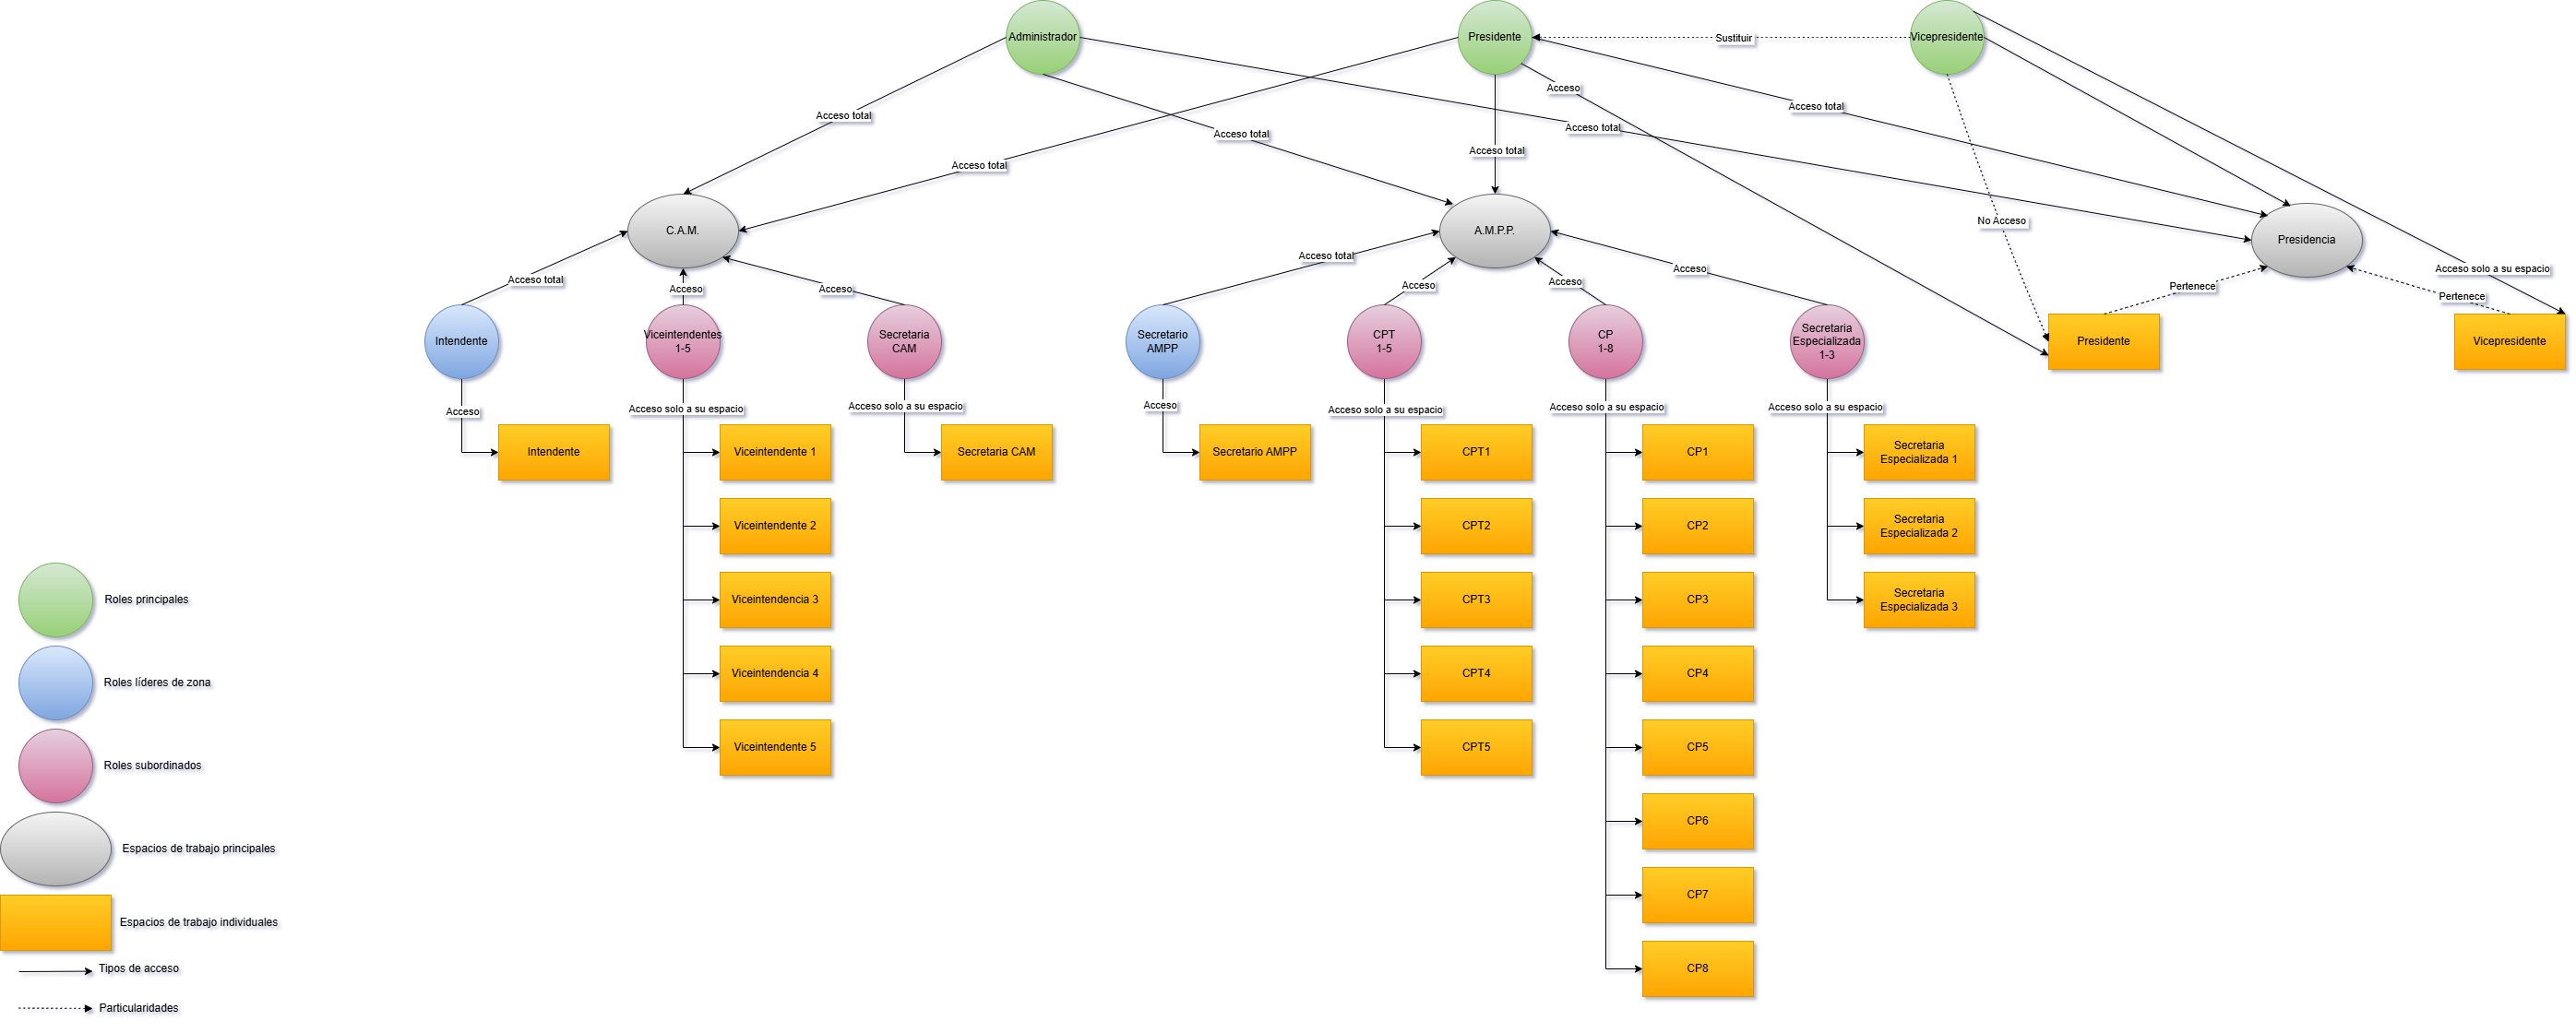 Administrador
Presidente
Sustituir
Vicepresidente
Acceso
Acceso total
Acceso total
Acceso total
Acceso total
Acceso total
Acceso total
No Acceso
C.A.M.
A.M.P.P.
Presidencia
Acceso total
Acceso
Acceso
Acceso total
Acceso
Acceso
Acceso
Acceso solo a su espacio
Pertenece
Pertenece
Intendente
Viceintendentes
1-5
Secretaria
CAM
Secretario
AMPP
CPT
1-5
CP
1-8
Secretaria
Especializada
1-3
Presidente
Vicepresidente
Acceso
Acceso solo a su espacio
Acceso solo a su espacio
Acceso
Acceso solo a su espacio
Acceso solo a su espacio
Acceso solo a su espacio
Intendente
Viceintendente 1
Secretaria CAM
Secretario AMPP
CPT1
CP1
Secretaria
Especializada 1
Viceintendente 2
CPT2
CP2
Secretaria
Especializada 2
Viceintendencia 3
CPT3
CP3
Secretaria
Especializada 3
Viceintendencia 4
CPT4
CP4
Viceintendente 5
CPT5
CP5
CP6
CP7
CP8
Roles principales
Roles líderes de zona
Roles subordinados
Espacios de trabajo principales
Espacios de trabajo individuales
Tipos de acceso
Particularidades